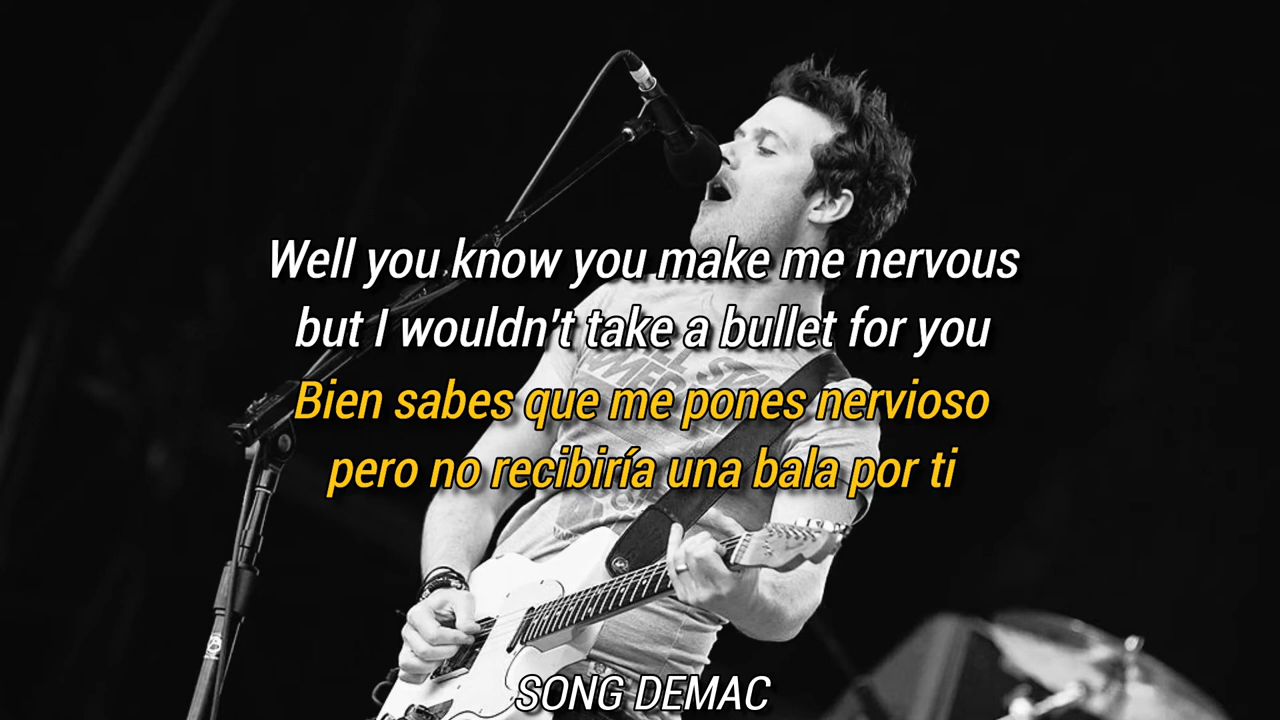 Well you know you make me nervous
but I wouldn't take a bullet for you
Bien sabes que me pones nervioso
pero no recibiría una bala por ti
SONG DEMAC